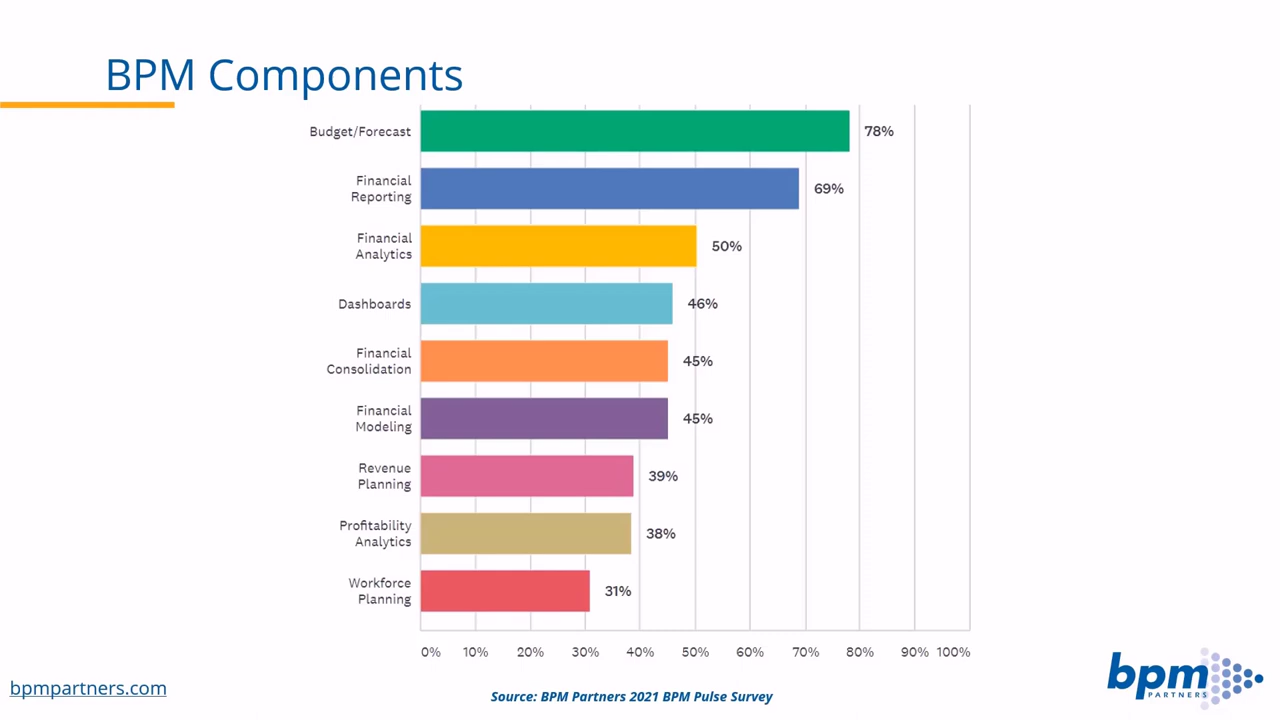 BPM Components
Budget/Forecast
78%
Financial
Reporting
69%
Financial
Analytics
50%
Dashboards
46%
Financial
Consolidation
45%
Financial
Modeling
45%
Revenue
Planning
39%
Profitability
Analytics
38%
Workforce
Planning
31%
0% 10% 20% 30% 40% 50% 60% 70% 80% 90% 100%
bpmpartners.com
Source: BPM Partners 2021 BPM Pulse Survey
bpm
PARTNERS